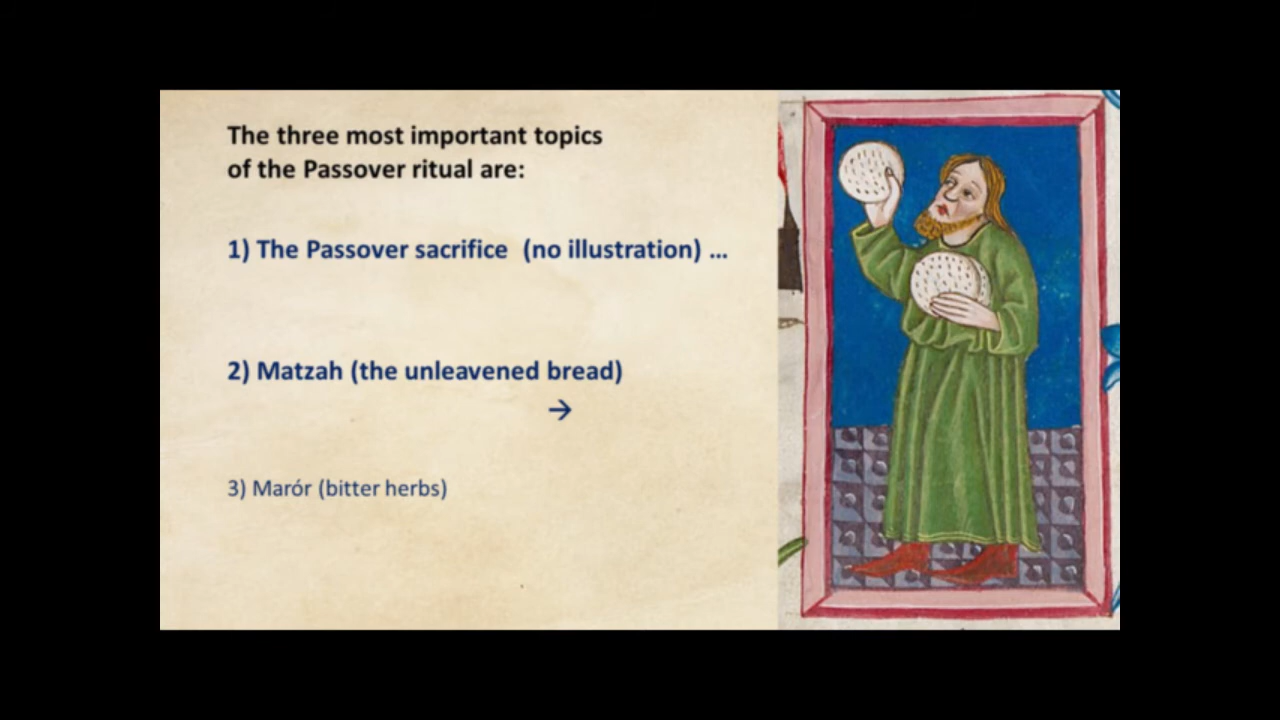 The three most important topics
of the Passover ritual are:
1) The Passover sacrifice (no illustration) ...
2) Matzah (the unleavened bread)
→
3) Marór (bitter herbs)